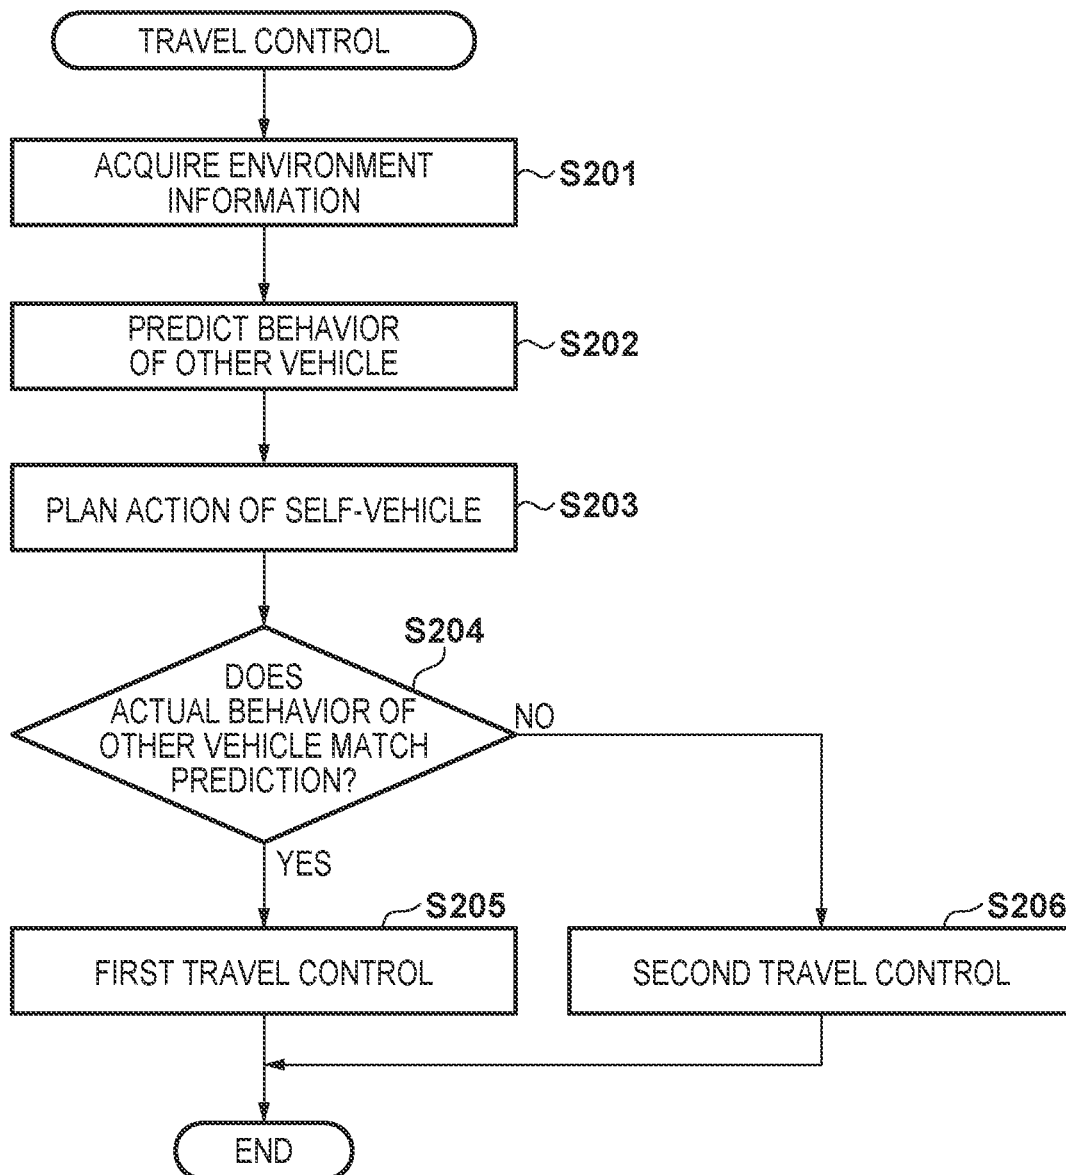 TRAVEL CONTROL
ACQUIRE ENVIRONMENT
INFORMATION
S201
PREDICT BEHAVIOR
OF OTHER VEHICLE
S202
PLAN ACTION OF SELF-VEHICLE
S203
S204
DOES
ACTUAL BEHAVIOR OF
OTHER VEHICLE MATCH
PREDICTION?
NO
YES
S205
FIRST TRAVEL CONTROL
S206
SECOND TRAVEL CONTROL
END